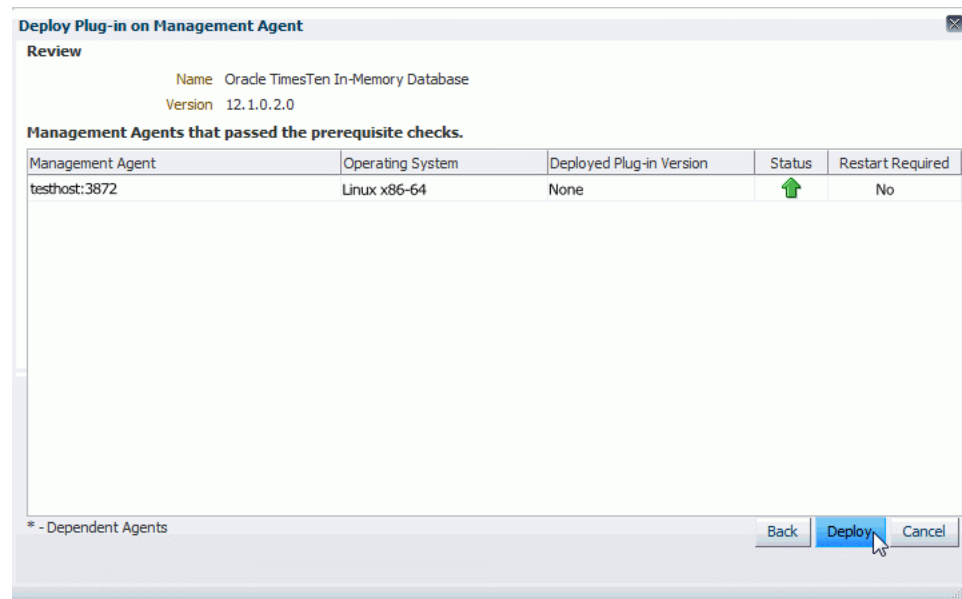 Deploy Plug-in on Management Agent
Review
Name Oracle TimesTen In-Memory Database
Version 12.1.0.2.0
Management Agents that passed the prerequisite checks.
Management Agent Operating System Deployed Plug-in Version Status Restart Required
testhost:3872 Linux x86-64 None No
* - Dependent Agents
Back Deploy Cancel